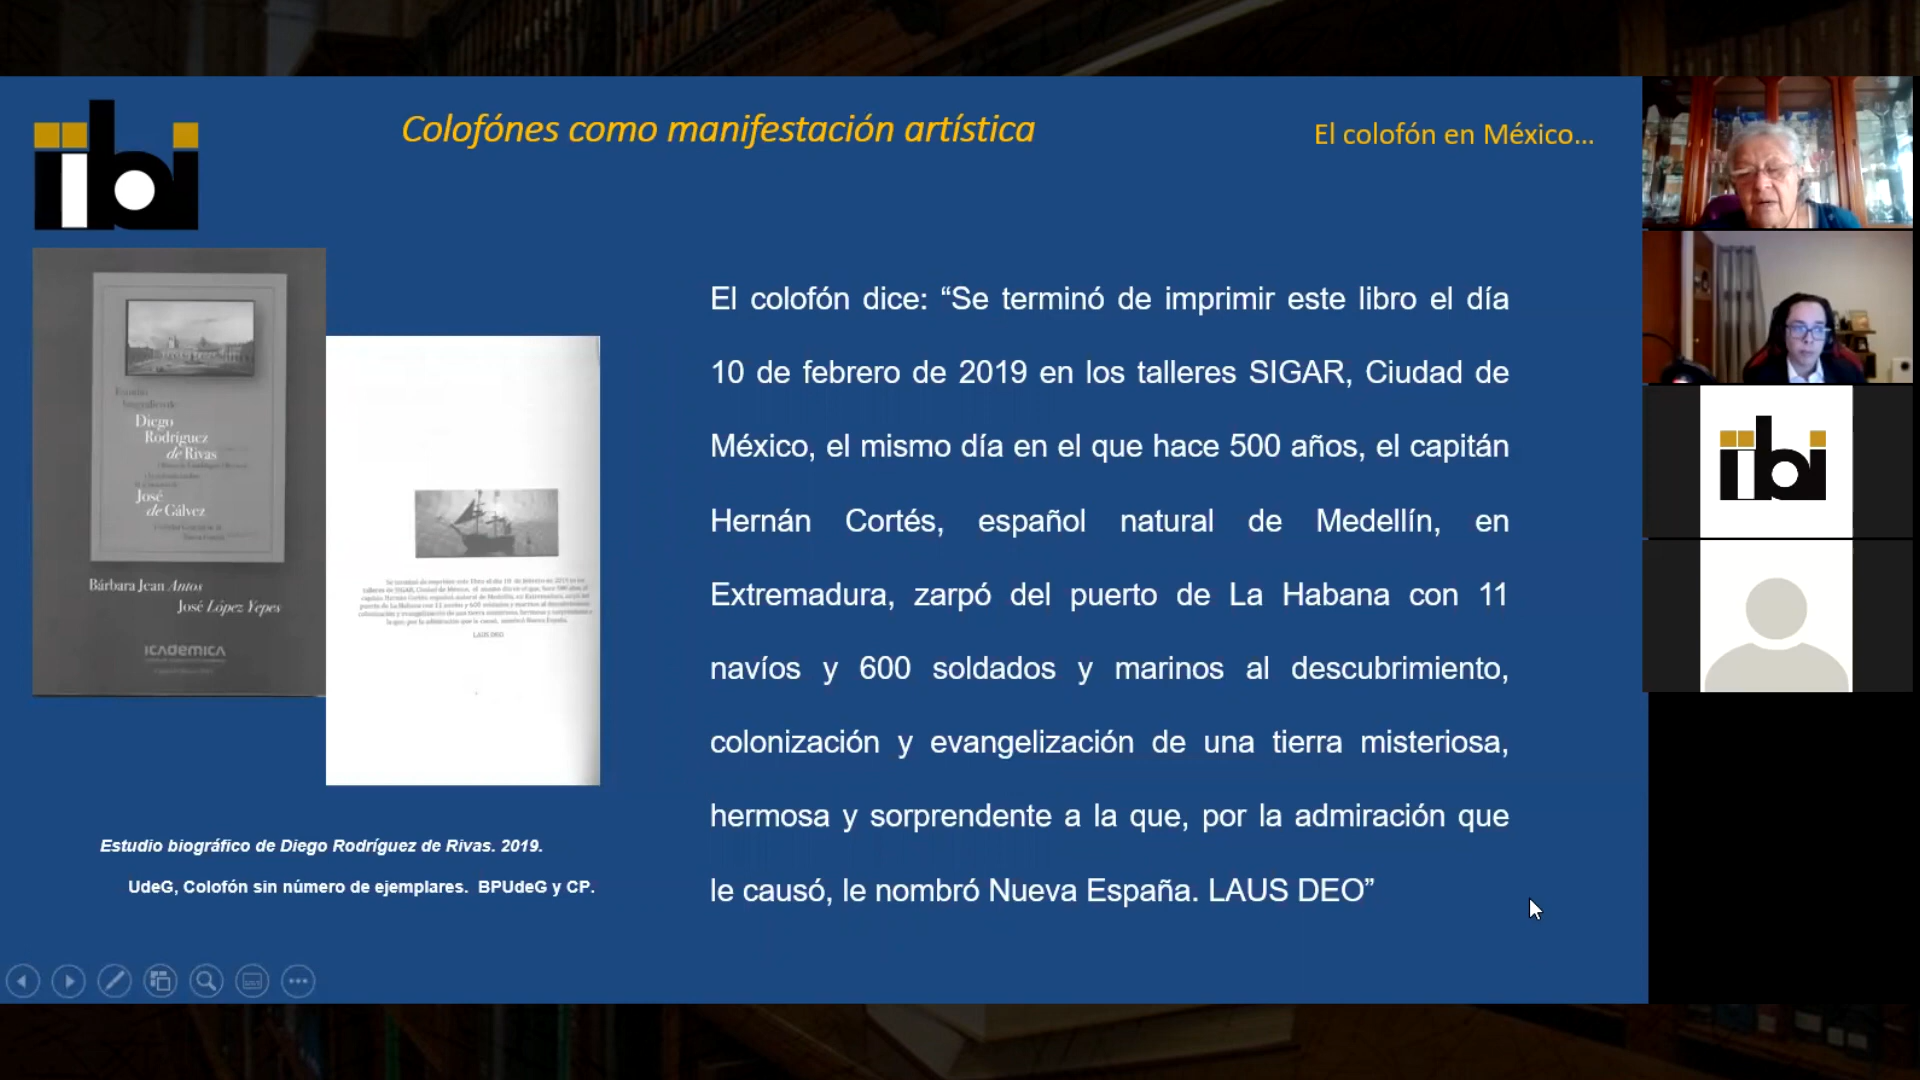 iibi
Colofónes como manifestación artística
El colofón en México...
Diego
Rodríguez
de Rivas
José
de Gálvez
Bárbara Jean Antos
José López Yepes
ICADEMICA
LAUS DEO
El colofón dice: “Se terminó de imprimir este libro el día
10 de febrero de 2019 en los talleres SIGAR, Ciudad de
México, el mismo día en el que hace 500 años, el capitán
Hernán Cortés, español natural de Medellín, en
Extremadura, zarpó del puerto de La Habana con 11
navíos y 600 soldados y marinos al descubrimiento,
colonización y evangelización de una tierra misteriosa,
hermosa y sorprendente a la que, por la admiración que
le causó, le nombró Nueva España. LAUS DEO”
Estudio biográfico de Diego Rodríguez de Rivas. 2019.
UdeG, Colofón sin número de ejemplares. BPUdeG y CP.
iibi